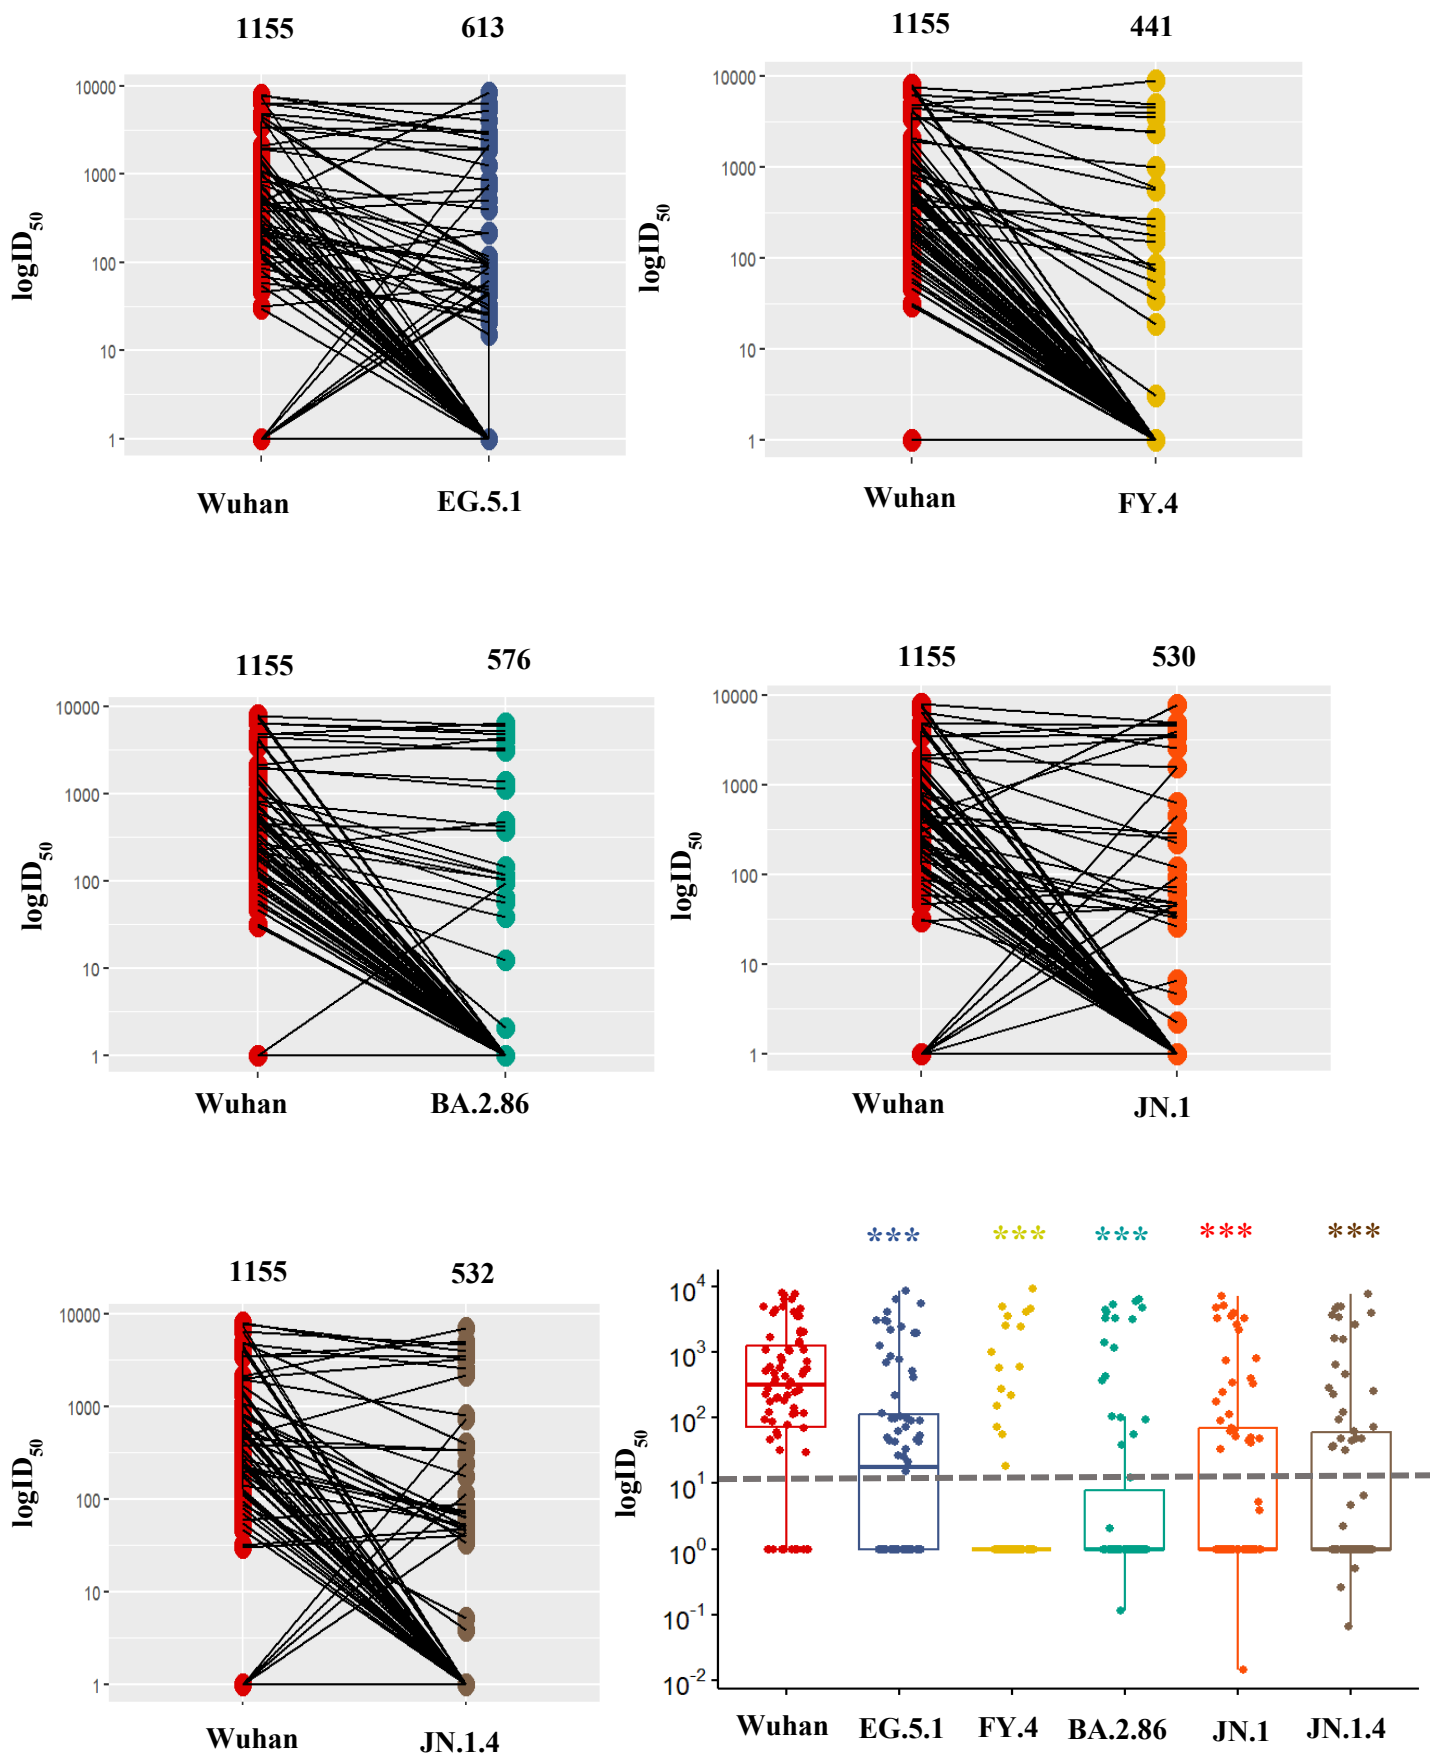 1155 613
10000
1000
100
10
1
logID50
Wuhan EG.5.1
1155 441
10000
1000
100
10
1
logID50
Wuhan FY.4
1155 576
10000
1000
100
10
1
logID50
Wuhan BA.2.86
1155 530
10000
1000
100
10
1
logID50
Wuhan JN.1
1155 532
10000
1000
100
10
1
logID50
Wuhan JN.1.4
*** *** *** *** ***
10^4
10^3
10^2
10^1
10^0
10^-1
10^-2
logID50
Wuhan EG.5.1 FY.4 BA.2.86 JN.1 JN.1.4